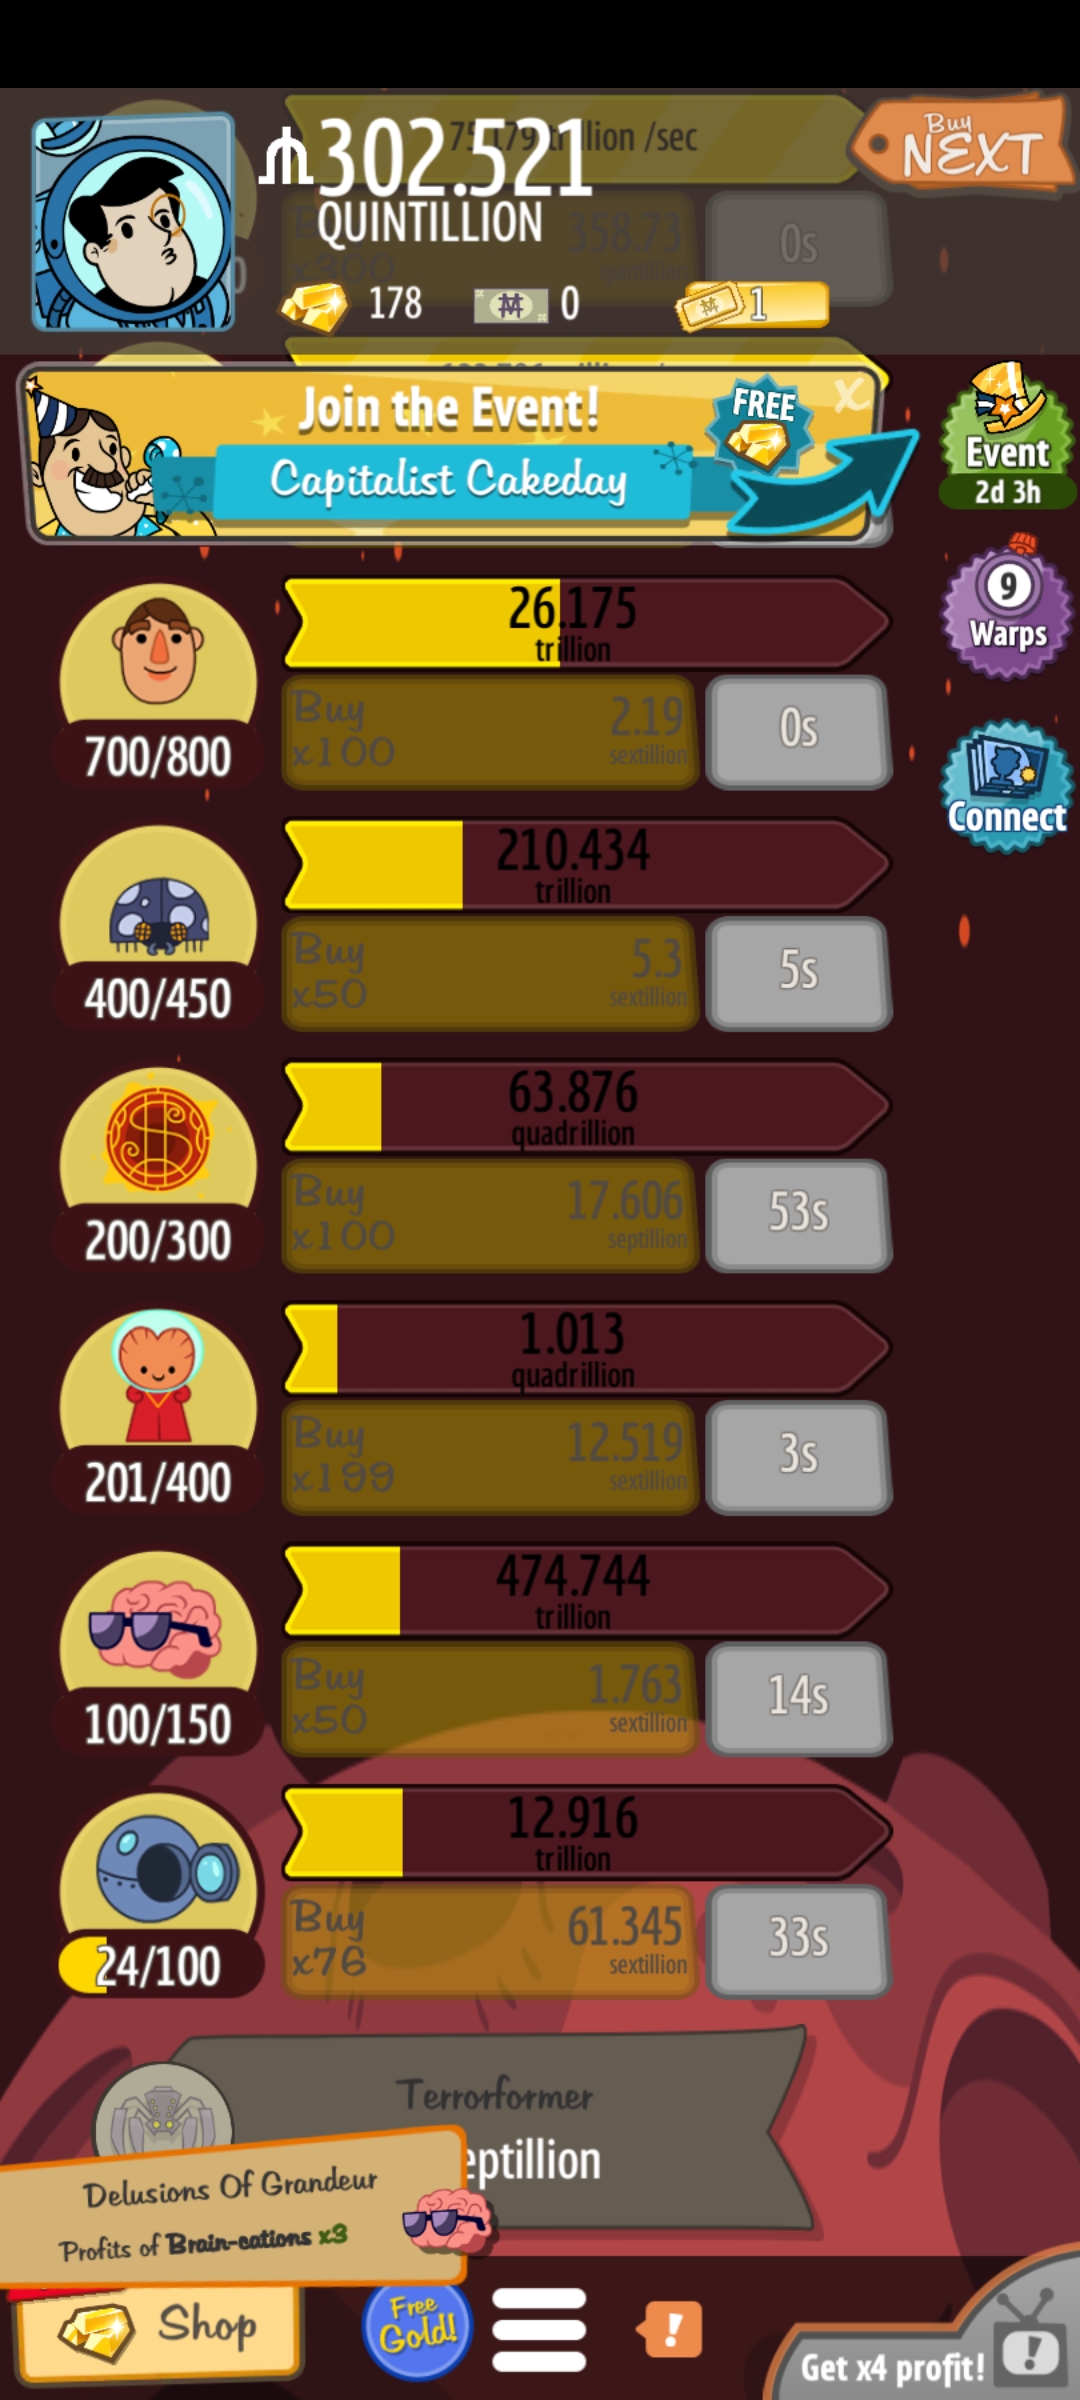 302.521
QUINTILLION
/sec
Buy
NEXT
358.73
quintillion
x300
0s
178
0
1
Join the Event!
FREE
X
Capitalist Cakeday
Event
2d 3h
9
Warps
Connect
26.175
trillion
700/800
Buy
x100
2.19
sextillion
0s
210.434
trillion
400/450
Buy
x50
5.3
sextillion
5s
63.876
quadrillion
200/300
Buy
x100
17.606
septillion
53s
1.013
quadrillion
201/400
Buy
x199
12.519
sextillion
3s
474.744
trillion
100/150
Buy
x50
1.763
sextillion
14s
12.916
trillion
24/100
Buy
x76
61.345
sextillion
33s
Terrorformer
eptillion
Delusions Of Grandeur
Profits of Brain-cations x3
Shop
Free
Gold!
!
Get x4 profit!
!